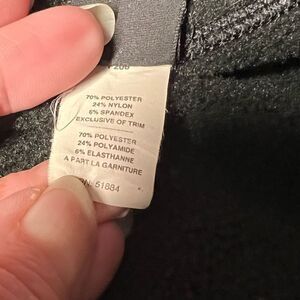 70% POLYESTER
24% NYLON
6% SPANDEX
EXCLUSIVE OF TRIM
70% POLYESTER
24% POLYAMIDE
6% ELASTHANNE
A PART LA GARNITURE
51884